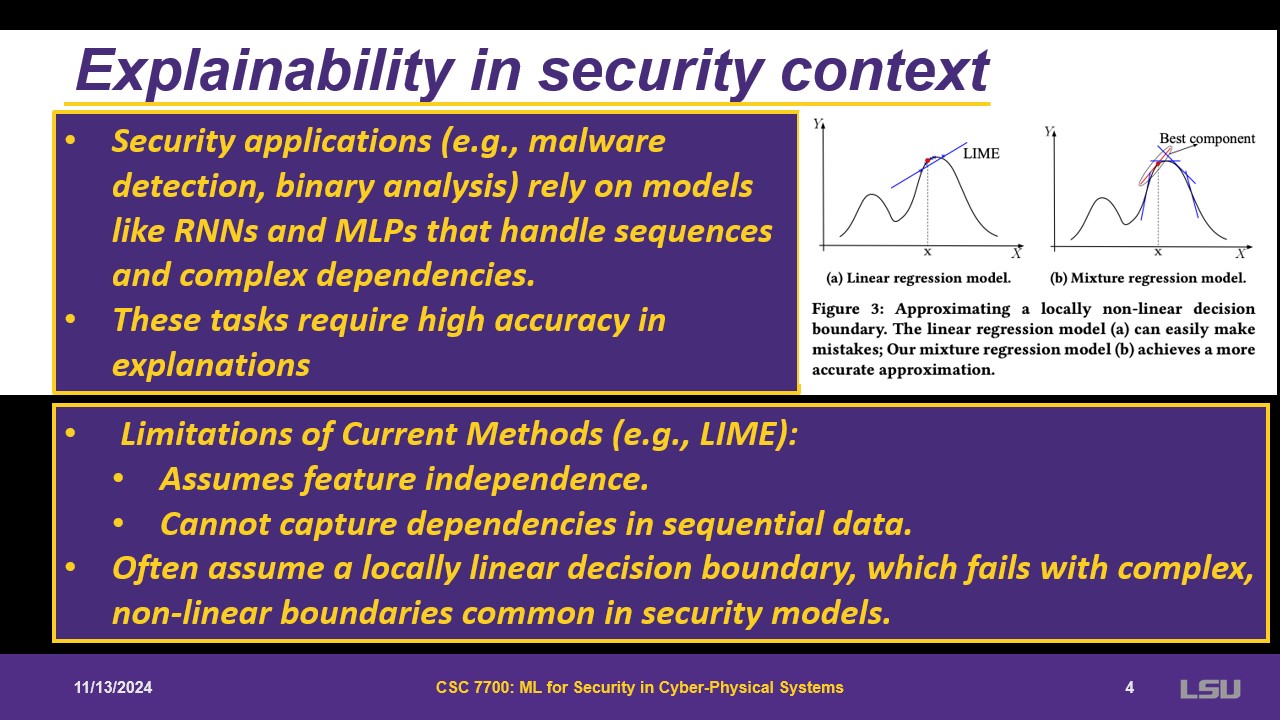 Explainability in security context
• Security applications (e.g., malware
detection, binary analysis) rely on models
like RNNs and MLPs that handle sequences
and complex dependencies.
• These tasks require high accuracy in
explanations
Y
LIME
x
X
(a) Linear regression model.
Y
Best component
x
X
(b) Mixture regression model.
Figure 3: Approximating a locally non-linear decision
boundary. The linear regression model (a) can easily make
mistakes; Our mixture regression model (b) achieves a more
accurate approximation.
• Limitations of Current Methods (e.g., LIME):
• Assumes feature independence.
• Cannot capture dependencies in sequential data.
• Often assume a locally linear decision boundary, which fails with complex,
non-linear boundaries common in security models.
11/13/2024
CSC 7700: ML for Security in Cyber-Physical Systems
4
LSU